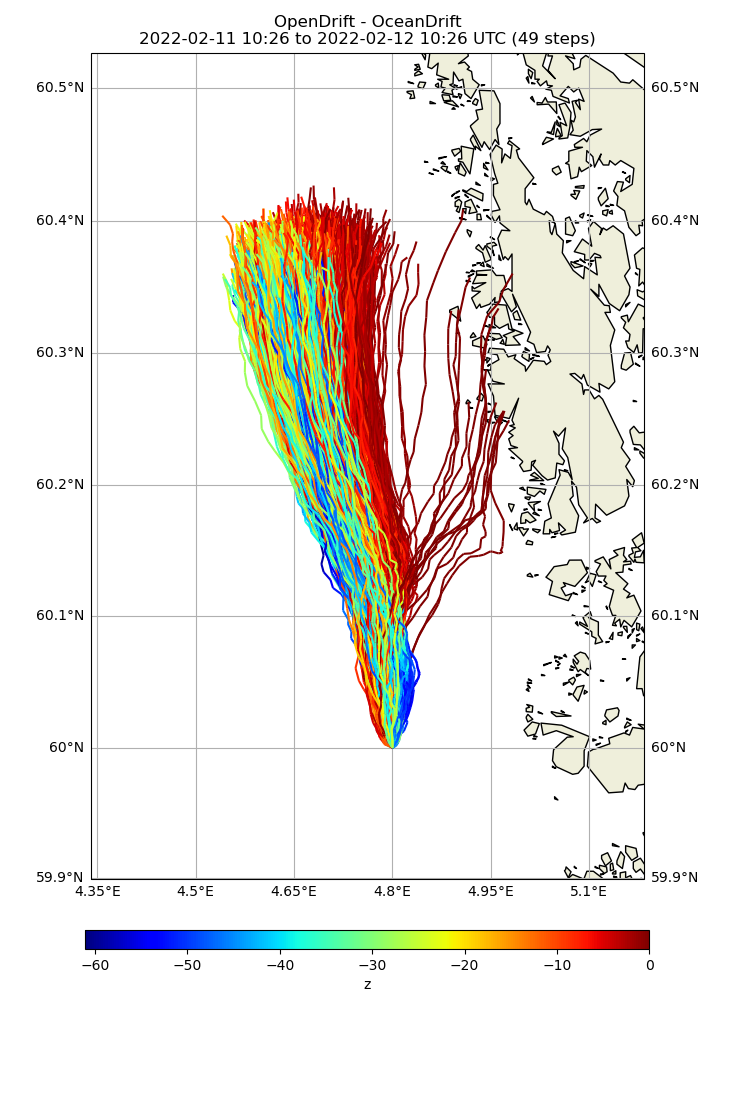 OpenDrift - OceanDrift
2022-02-11 10:26 to 2022-02-12 10:26 UTC (49 steps)
60.5°N 60.5°N
60.4°N 60.4°N
60.3°N 60.3°N
60.2°N 60.2°N
60.1°N 60.1°N
60°N 60°N
59.9°N 59.9°N
4.35°E 4.5°E 4.65°E 4.8°E 4.95°E 5.1°E
−60 −50 −40 −30 −20 −10 0
z